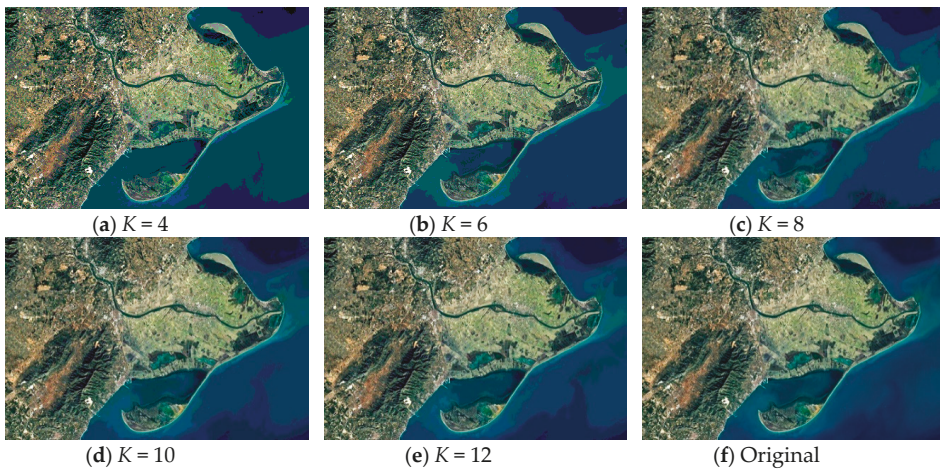 (a) K = 4
(b) K = 6
(c) K = 8
(d) K = 10
(e) K = 12
(f) Original